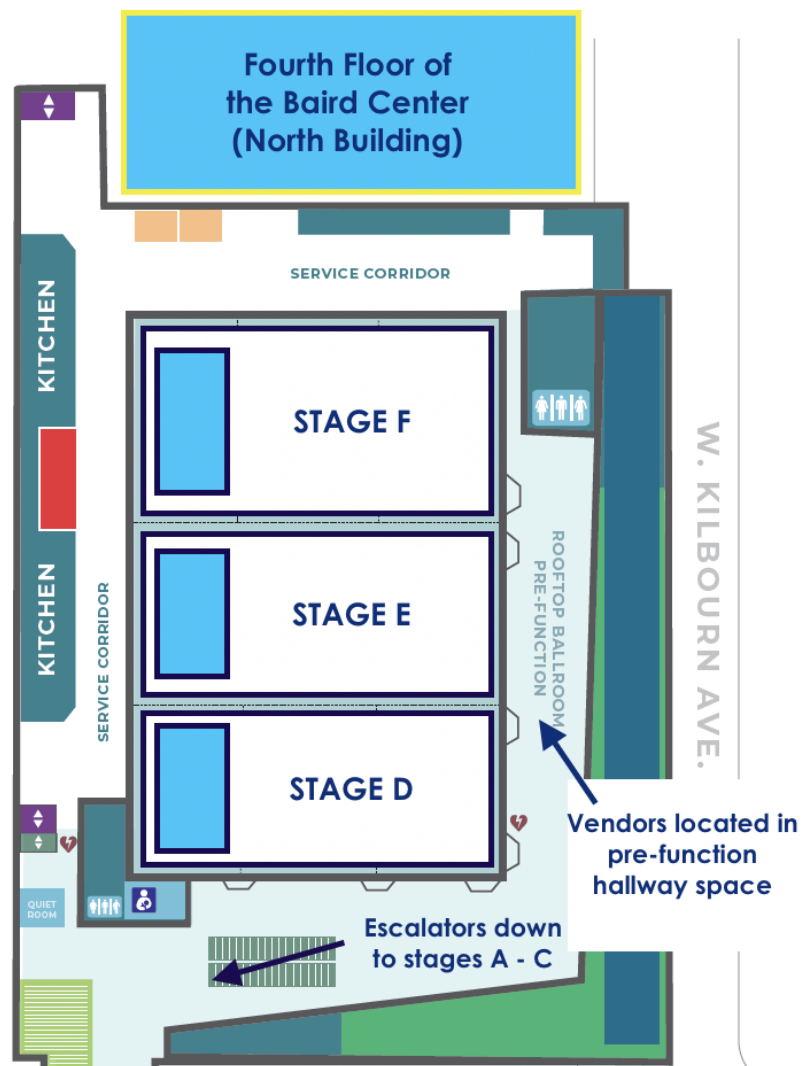 Fourth Floor of
the Baird Center
(North Building)
SERVICE CORRIDOR
KITCHEN
STAGE F
W. KILBOURN AVE.
ROOFTOP BALLROOM
PRE-FUNCTION
KITCHEN
SERVICE CORRIDOR
STAGE E
STAGE D
Vendors located in
pre-function
hallway space
QUIET
ROOM
Escalators down
to stages A - C